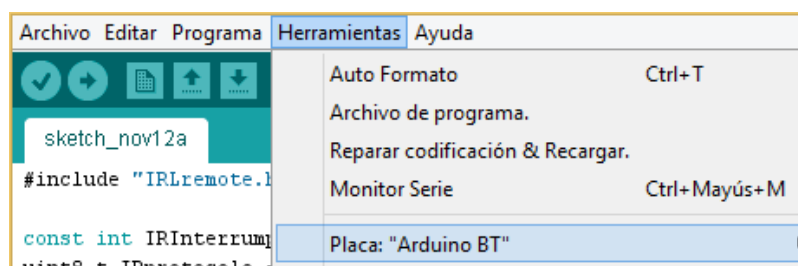 Archivo Editar Programa Herramientas Ayuda
Auto Formato Ctrl+T
Archivo de programa.
sketch_nov12a
Reparar codificación & Recargar.
#include "IRLremote.
Monitor Serie Ctrl+Mayús+M
const int IRInterrum
Placa: "Arduino BT"